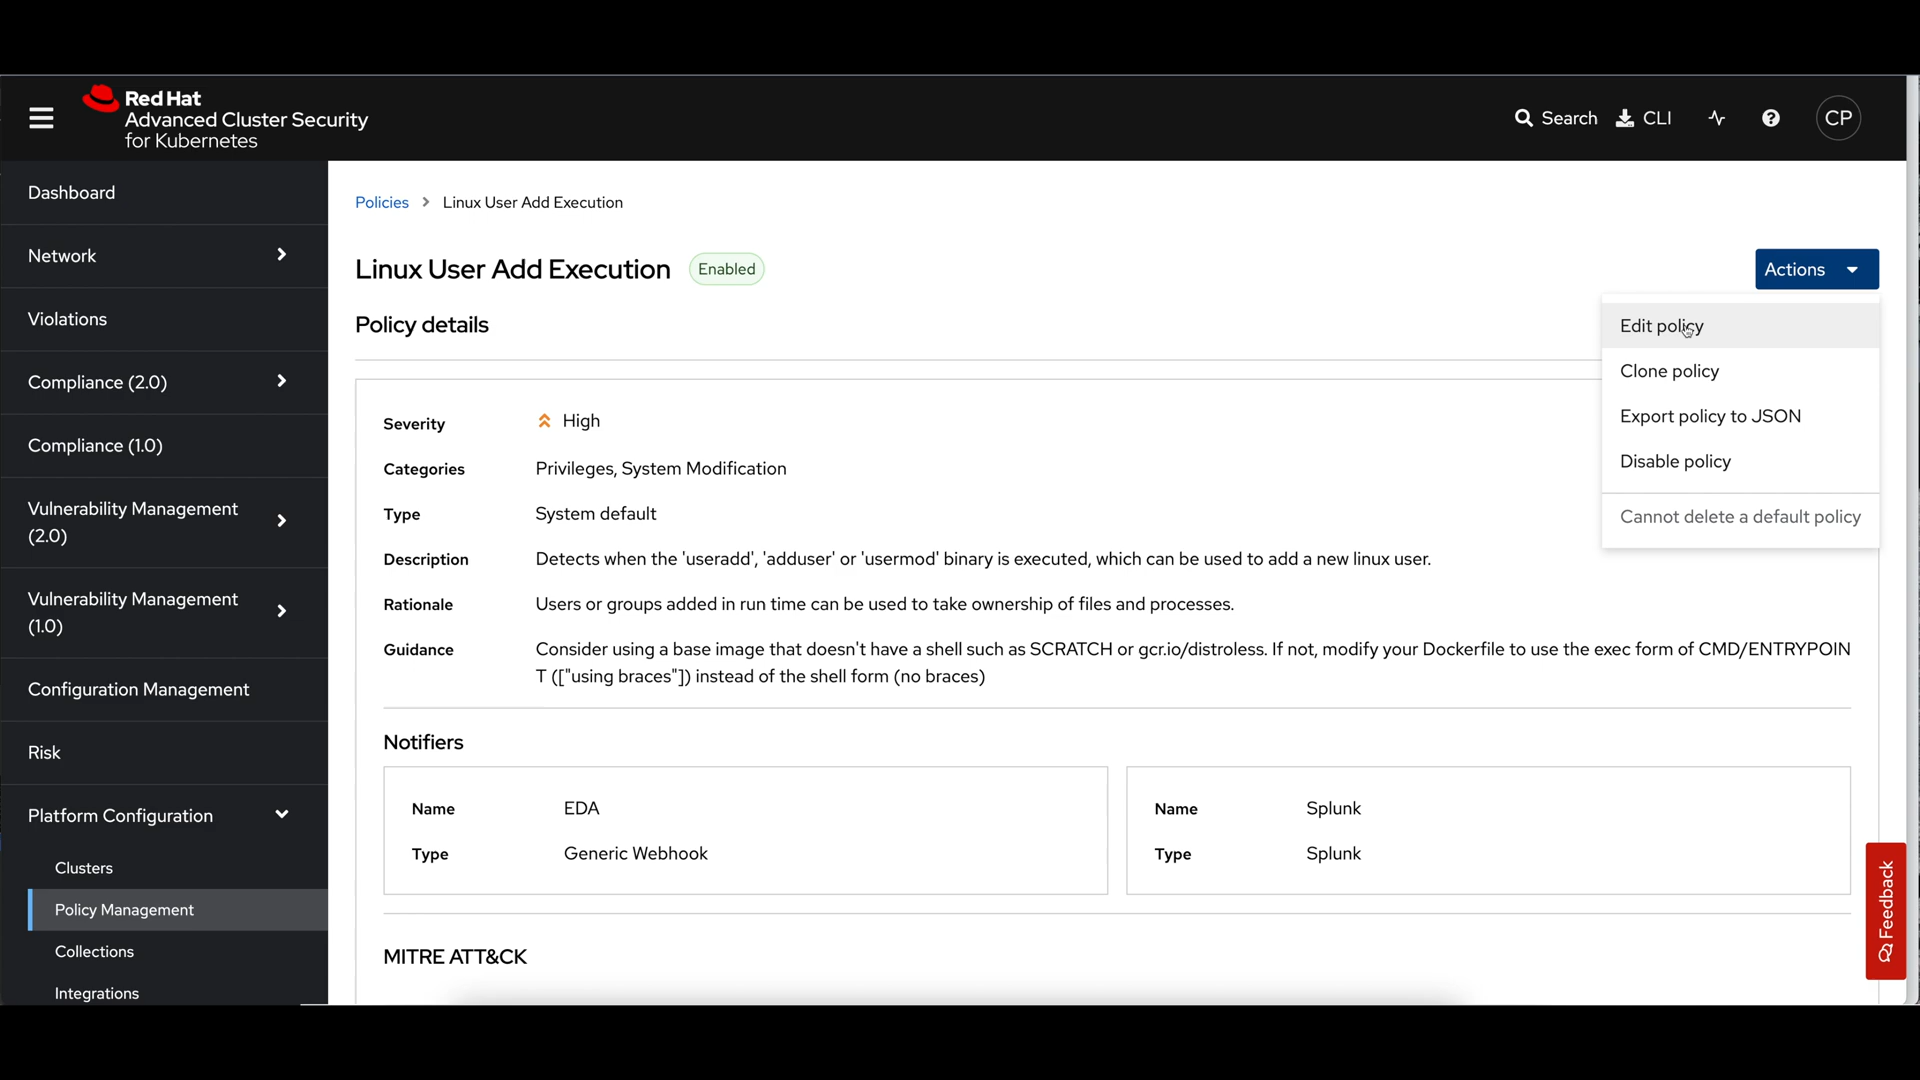 Red Hat
Advanced Cluster Security
for Kubernetes
Search
CLI
CP
Dashboard
Network
Violations
Compliance (2.0)
Compliance (1.0)
Vulnerability Management
(2.0)
Vulnerability Management
(1.0)
Configuration Management
Risk
Platform Configuration
Clusters
Policy Management
Collections
Integrations
Policies > Linux User Add Execution
Linux User Add Execution Enabled
Actions
Edit policy
Clone policy
Export policy to JSON
Disable policy
Cannot delete a default policy
Policy details
Severity High
Categories Privileges, System Modification
Type System default
Description Detects when the 'useradd', 'adduser' or 'usermod' binary is executed, which can be used to add a new linux user.
Rationale Users or groups added in run time can be used to take ownership of files and processes.
Guidance Consider using a base image that doesn't have a shell such as SCRATCH or gcr.io/distroless. If not, modify your Dockerfile to use the exec form of CMD/ENTRYPOIN
T (["using braces"]) instead of the shell form (no braces)
Notifiers
Name EDA
Type Generic Webhook
Name Splunk
Type Splunk
MITRE ATT&CK
Feedback